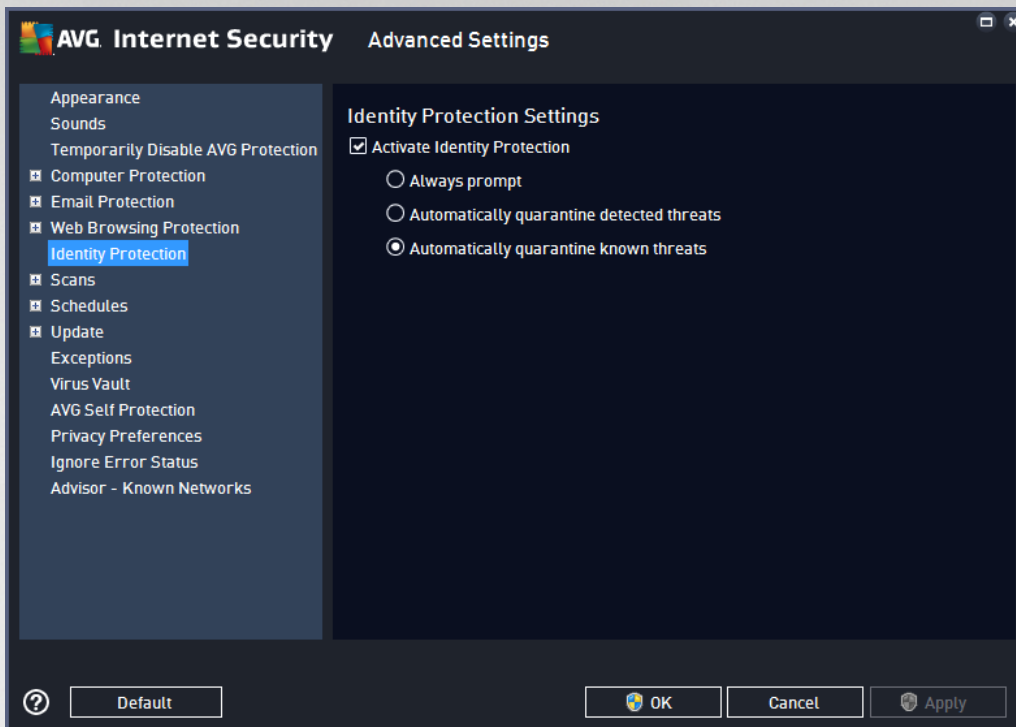 AVG Internet Security Advanced Settings
Appearance
Sounds
Temporarily Disable AVG Protection
Computer Protection
Email Protection
Web Browsing Protection
Identity Protection
Scans
Schedules
Update
Exceptions
Virus Vault
AVG Self Protection
Privacy Preferences
Ignore Error Status
Advisor - Known Networks
Identity Protection Settings
Activate Identity Protection
Always prompt
Automatically quarantine detected threats
Automatically quarantine known threats
? Default OK Cancel Apply